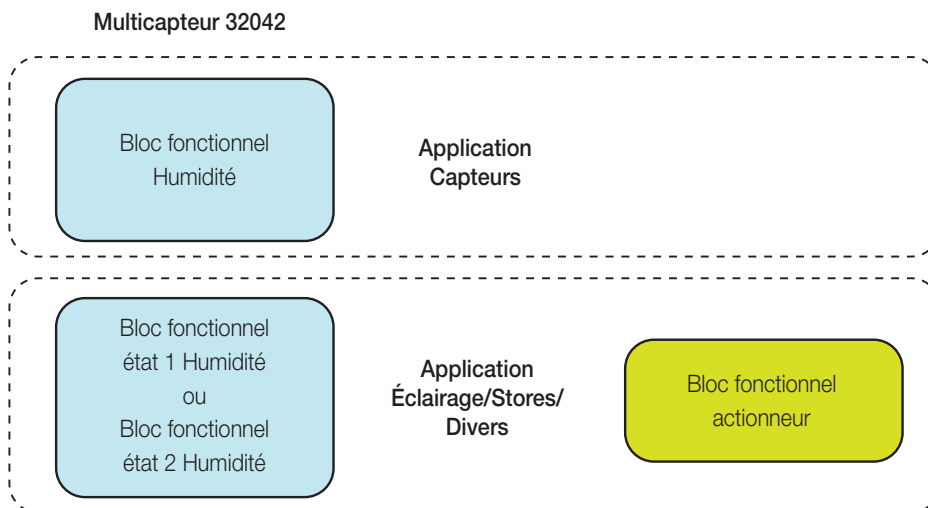 Multicapteur 32042
Bloc fonctionnel
Humidité
Application
Capteurs
Bloc fonctionnel
état 1 Humidité
ou
Bloc fonctionnel
état 2 Humidité
Application
Éclairage/Stores/
Divers
Bloc fonctionnel
actionneur